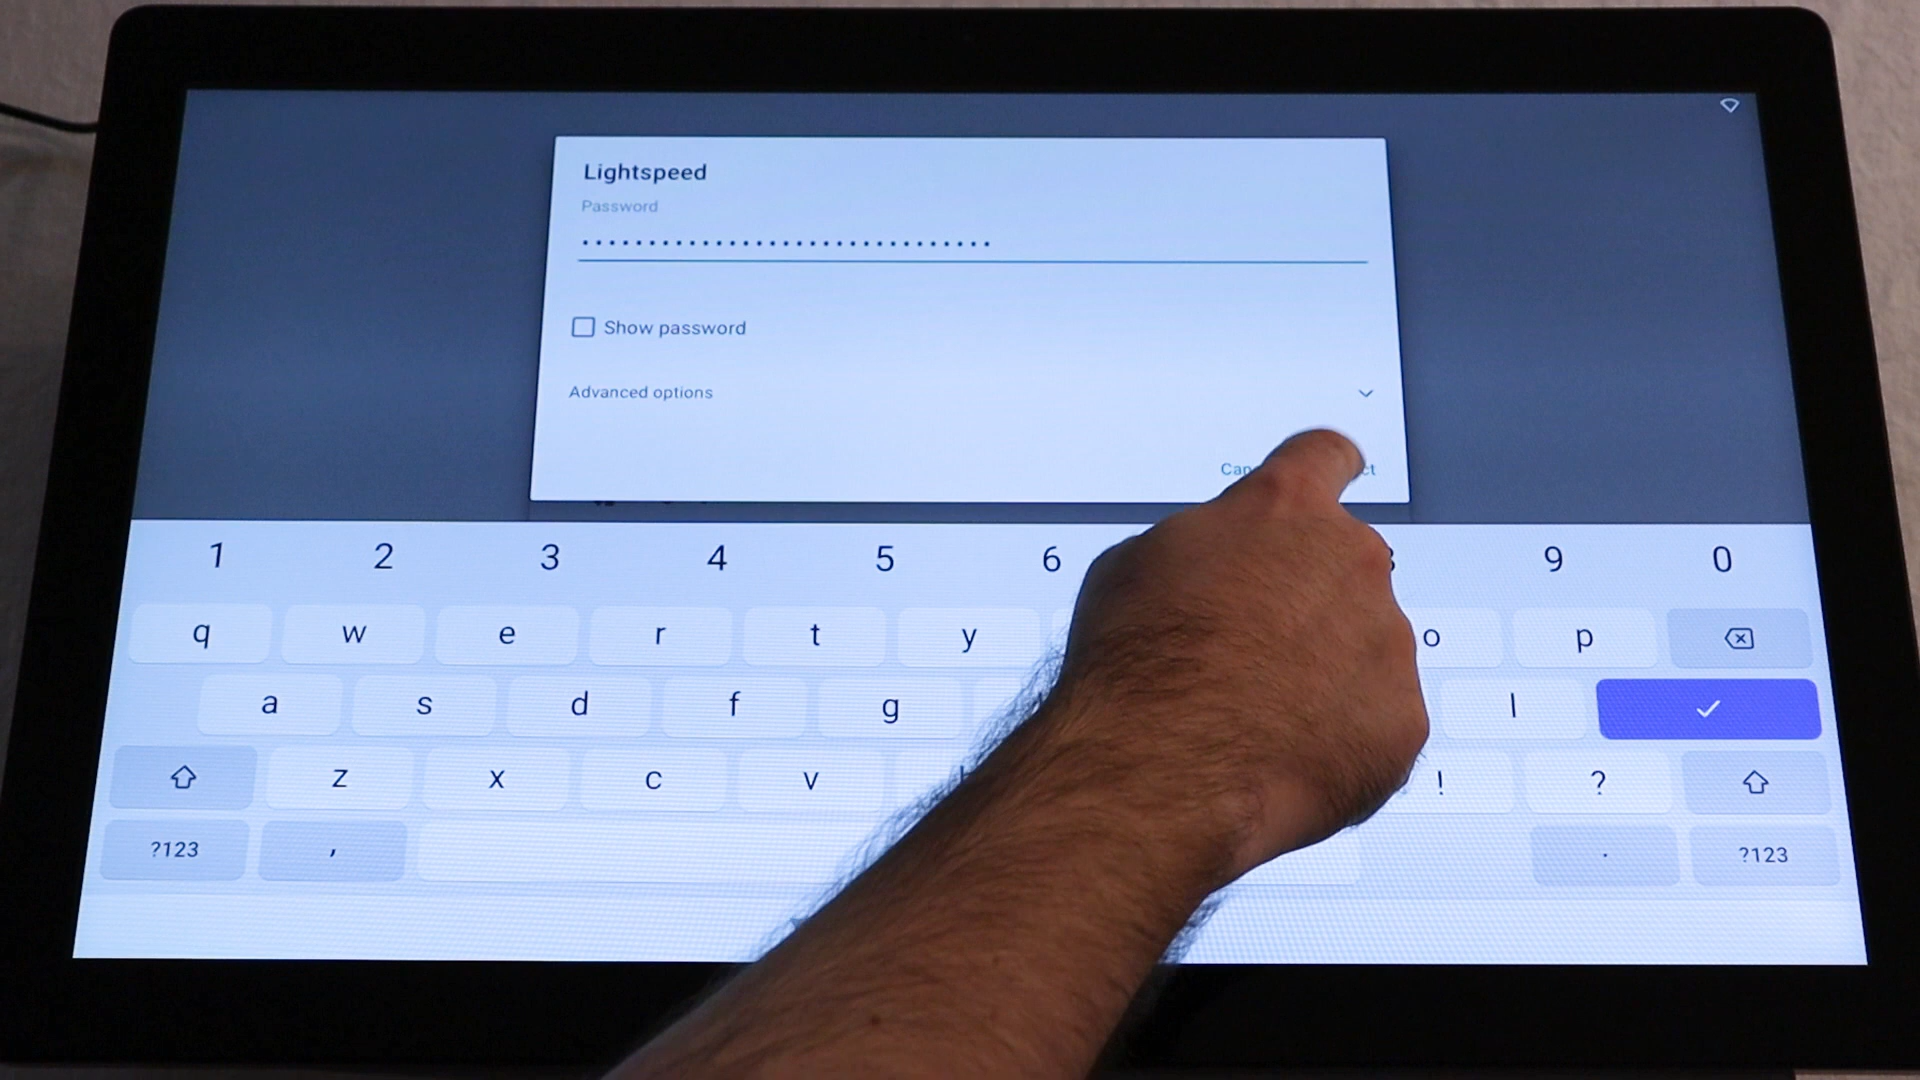 Lightspeed
Password
•••••••••••••••••••••••••••••••
Show password
Advanced options
1 2 3 4 5 6 9 0
q w e r t y o p
a s d f g l
z x c v ! ?
?123 , . ?123